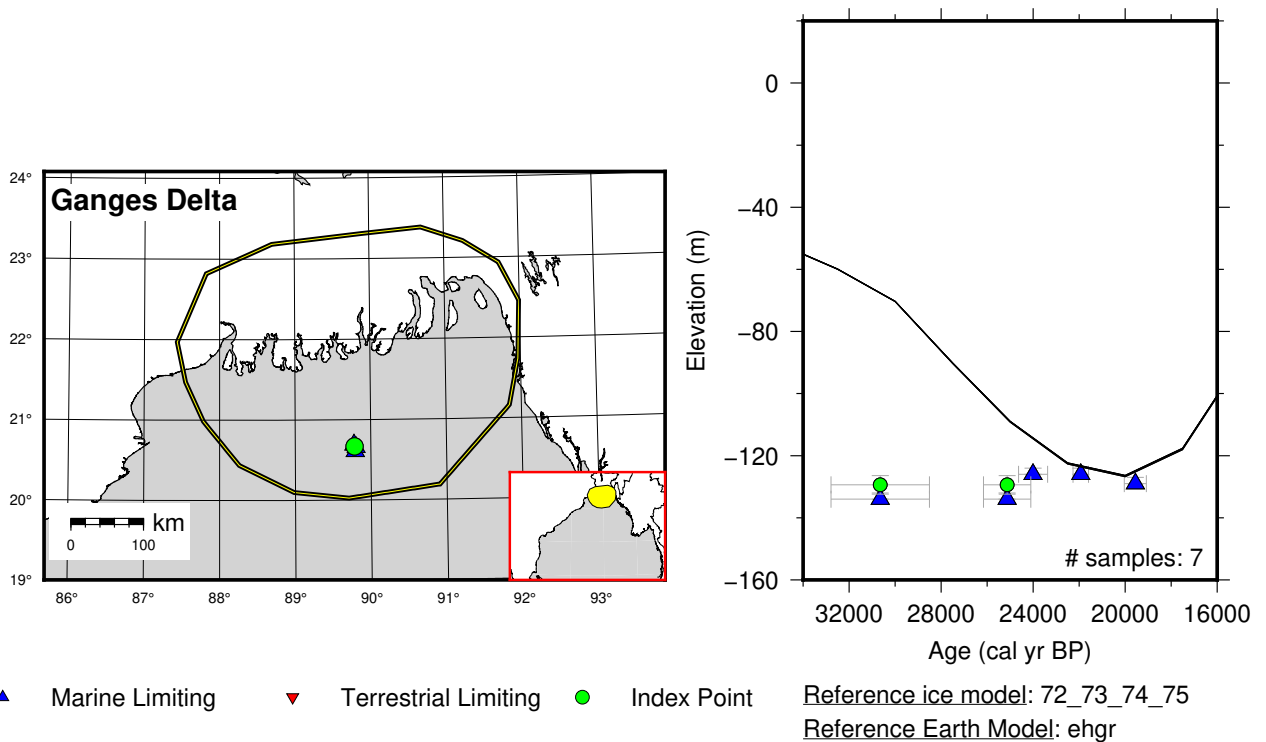 Ganges Delta
24°
23°
22°
21°
20°
19°
86°
87°
88°
89°
90°
91°
92°
93°
km
0 100
Elevation (m)
0
−40
−80
−120
−160
# samples: 7
32000 28000 24000 20000 16000
Age (cal yr BP)
Marine Limiting Terrestrial Limiting Index Point
Reference ice model: 72_73_74_75
Reference Earth Model: ehgr